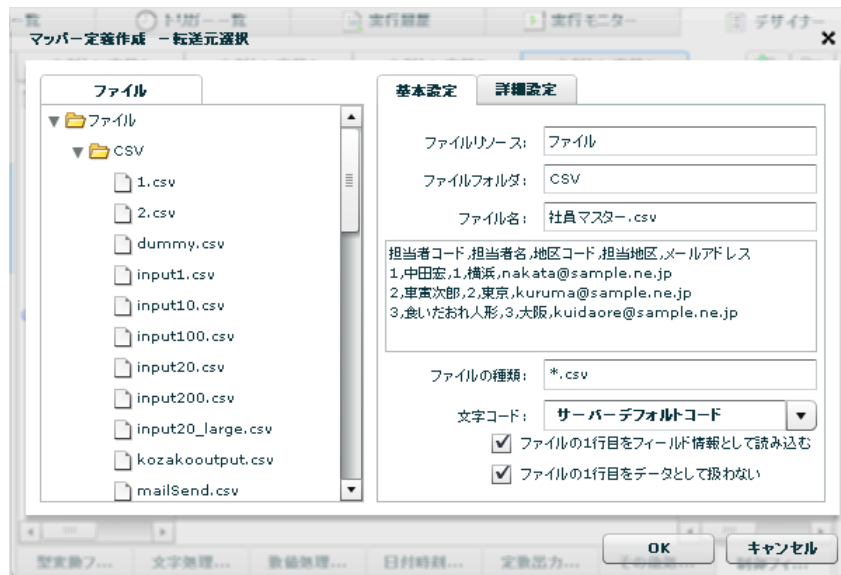 トリガー一覧
実行履歴
実行モニター
デザイナー
マッパー定義作成 －転送元選択
ファイル
ファイル
CSV
1.csv
2.csv
dummy.csv
input1.csv
input10.csv
input100.csv
input20.csv
input200.csv
input20_large.csv
kozakooutput.csv
mailSend.csv
基本設定
詳細設定
ファイルリソース: ファイル
ファイルフォルダ: CSV
ファイル名: 社員マスター.csv
担当者コード,担当者名,地区コード,担当地区,メールアドレス
1,中田宏,1,横浜,nakata@sample.ne.jp
2,車寅次郎,2,東京,kuruma@sample.ne.jp
3,食いだおれ人形,3,大阪,kuidaore@sample.ne.jp
ファイルの種類: *.csv
文字コード: サーバーデフォルトコード
ファイルの1行目をフィールド情報として読み込む
ファイルの1行目をデータとして扱わない
OK
キャンセル
型変換フ...
文字処理...
数値処理...
日付時刻...
定数出力...